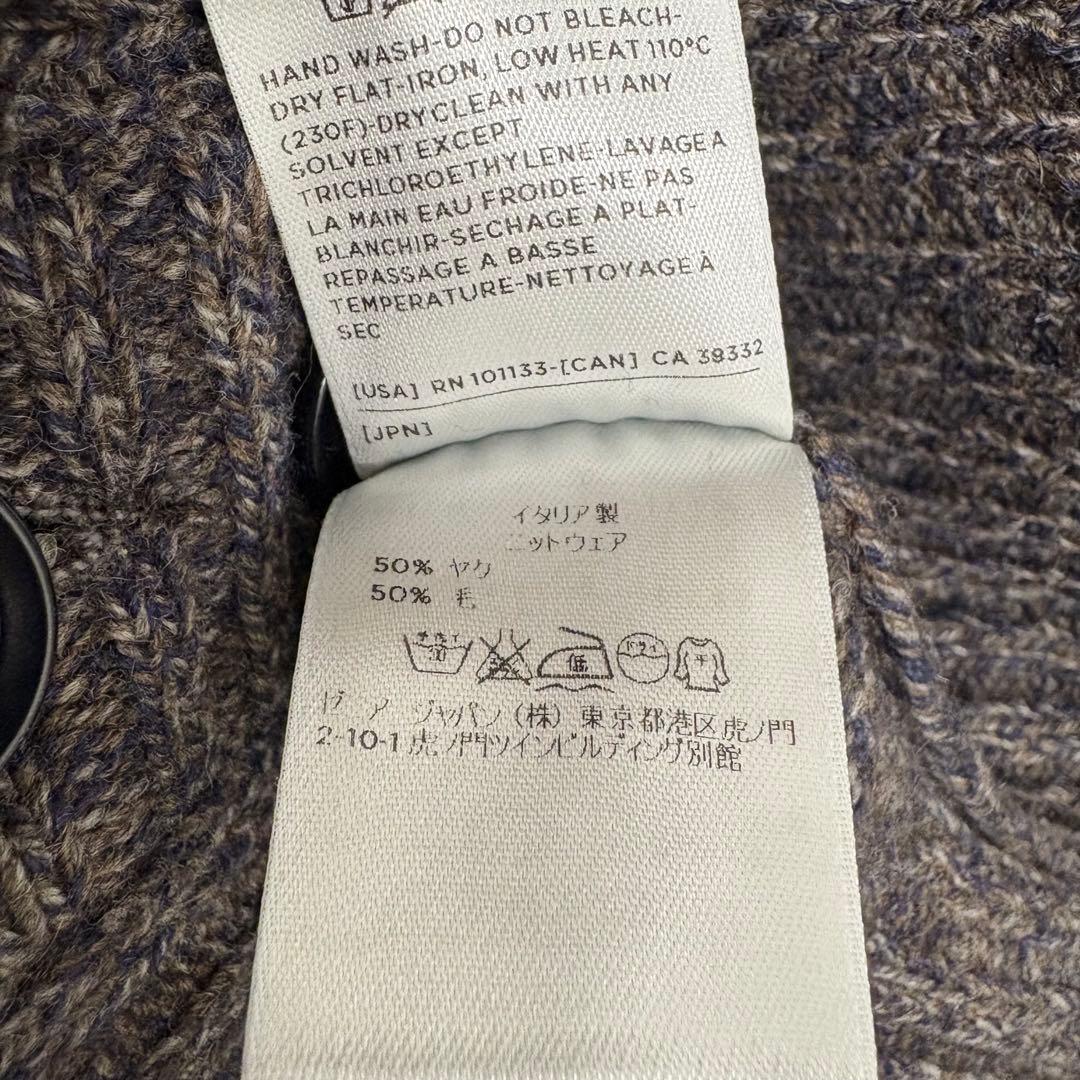 HAND WASH-DO NOT BLEACH-
DRY FLAT-IRON, LOW HEAT 110°C
(230F)-DRYCLEAN WITH ANY
SOLVENT EXCEPT
TRICHLOROETHYLENE-LAVAGE A
LA MAIN EAU FROIDE-NE PAS
BLANCHIR-SECHAGE A PLAT-
REPASSAGE A BASSE
TEMPERATURE-NETTOYAGE À
SEC
[USA] RN 101133-[CAN] CA 39332
[JPN]
イタリア製
ニットウェア
50% ヤク
50% 毛
低
ドライ
ジャパン (株) 東京都港区虎ノ門
2-10-1 虎ノ門ツインビルディング別館